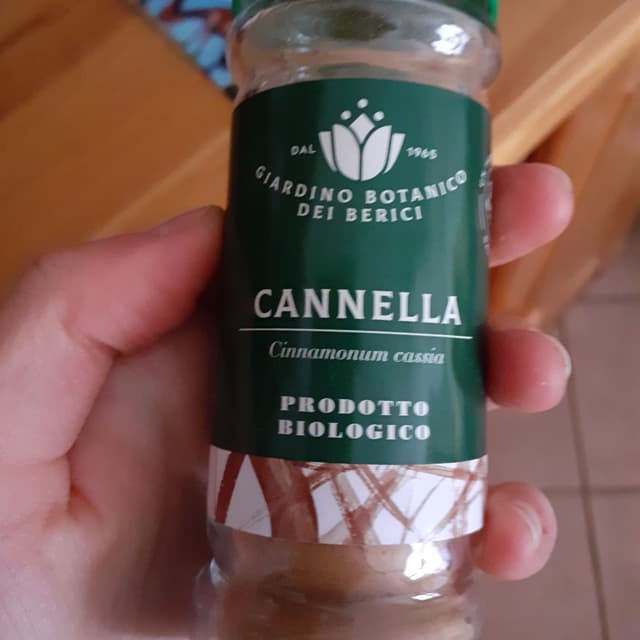 DAL 1965
GIARDINO BOTANICO
DEI BERICI
CANNELLA
Cinnamonum cassia
PRODOTTO
BIOLOGICO